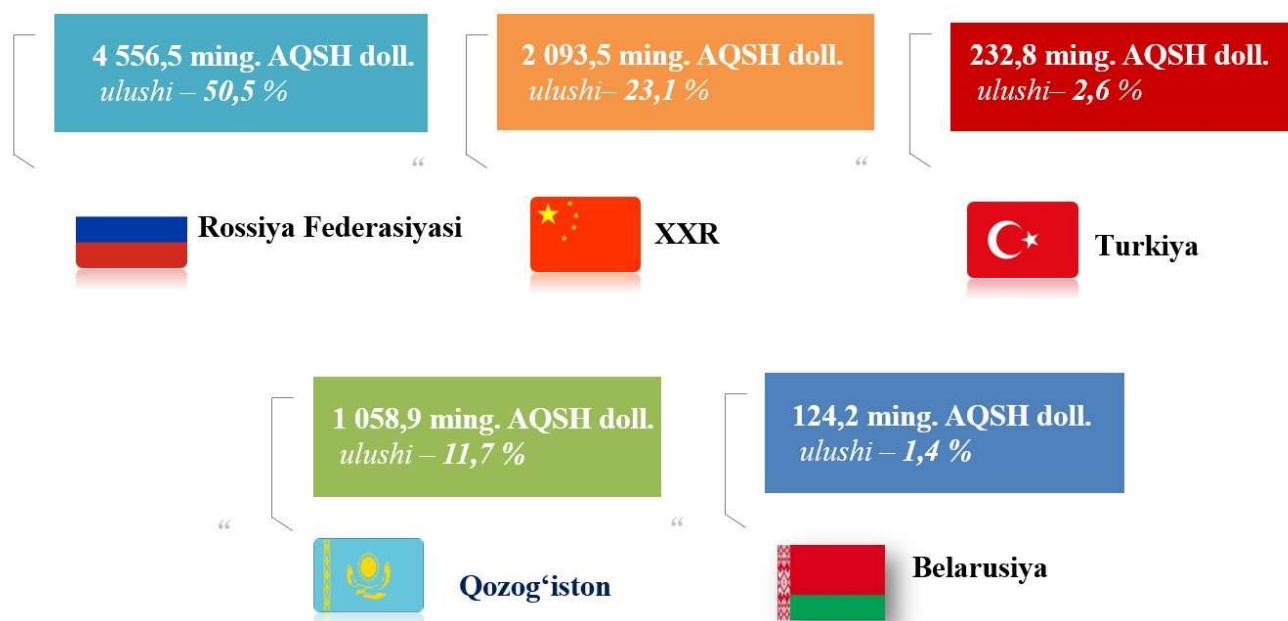 4 556,5 ming. AQSH doll.
ulushi – 50,5 %
2 093,5 ming. AQSH doll.
ulushi– 23,1 %
232,8 ming. AQSH doll.
ulushi– 2,6 %
“
“
Rossiya Federasiyasi
XXR
Turkiya
1 058,9 ming. AQSH doll.
ulushi – 11,7 %
124,2 ming. AQSH doll.
ulushi – 1,4 %
“
“
Qozog‘iston
Belarusiya